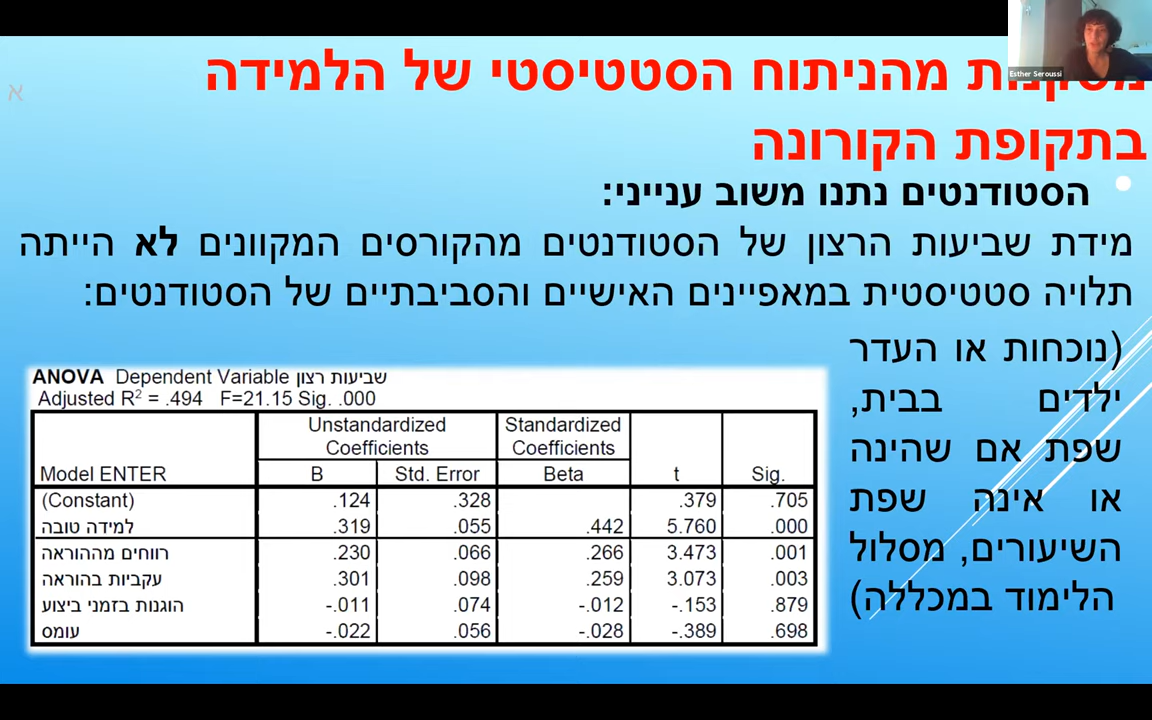 מהניתוח הסטטיסטי של הלמידה
בתקופת הקורונה
Esther Seroussi
א
הסטודנטים נתנו משוב ענייני:
מידת שביעות הרצון של הסטודנטים מהקורסים המקוונים לא הייתה
תלויה סטטיסטית במאפיינים האישיים והסביבתיים של הסטודנטים:
(נוכחות או העדר
ילדים בבית,
שפת אם שהינה
או אינה שפת
השיעורים, מסלול
הלימוד במכללה)
ANOVA Dependent Variable שביעות רצון
Adjusted R² = .494 F=21.15 Sig. .000
Unstandardized Coefficients Standardized Coefficients
Model ENTER B Std. Error Beta t Sig.
(Constant) .124 .328 .379 .705
למידה טובה .319 .055 .442 5.760 .000
רווחים מההוראה .230 .066 .266 3.473 .001
עקביות בהוראה .301 .098 .259 3.073 .003
הוגנות בזמני ביצוע -.011 .074 -.012 -.153 .879
עומס -.022 .056 -.028 -.389 .698